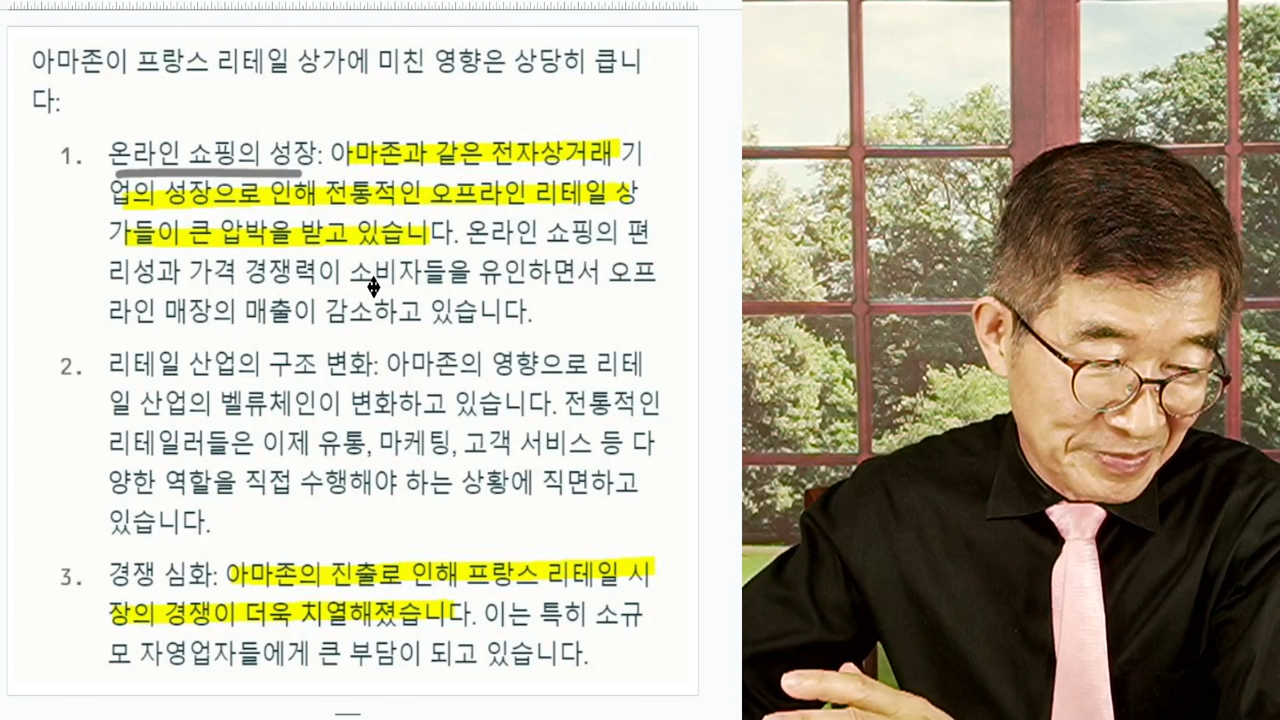 아마존이 프랑스 리테일 상가에 미친 영향은 상당히 큽니
다:
1. 온라인 쇼핑의 성장: 아마존과 같은 전자상거래 기
업의 성장으로 인해 전통적인 오프라인 리테일 상
가들이 큰 압박을 받고 있습니다. 온라인 쇼핑의 편
리성과 가격 경쟁력이 소비자들을 유인하면서 오프
라인 매장의 매출이 감소하고 있습니다.
2. 리테일 산업의 구조 변화: 아마존의 영향으로 리테
일 산업의 벨류체인이 변화하고 있습니다. 전통적인
리테일러들은 이제 유통, 마케팅, 고객 서비스 등 다
양한 역할을 직접 수행해야 하는 상황에 직면하고
있습니다.
3. 경쟁 심화: 아마존의 진출로 인해 프랑스 리테일 시
장의 경쟁이 더욱 치열해졌습니다. 이는 특히 소규
모 자영업자들에게 큰 부담이 되고 있습니다.